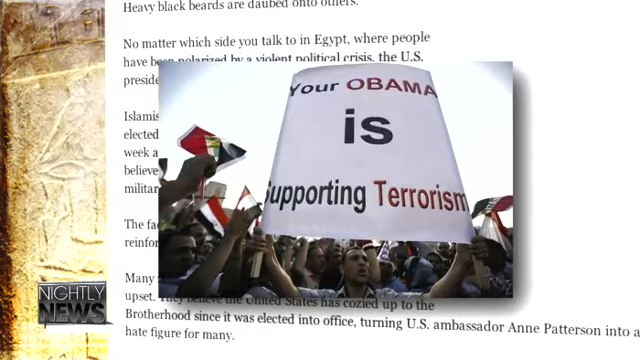 Heavy black beards are daubed onto others.
No matter which side you talk to in Egypt, where people
have been polarized by a violent political crisis, the U.S.
preside
Islamis
elected
week a
believe
militar
The fac
reinfor
Many
upset. They believe the United States has cozied up to the
Brotherhood since it was elected into office, turning U.S. ambassador Anne Patterson into a
hate figure for many.
Your OBAMA
is
Supporting Terrorism
NIGHTLY
NEWS